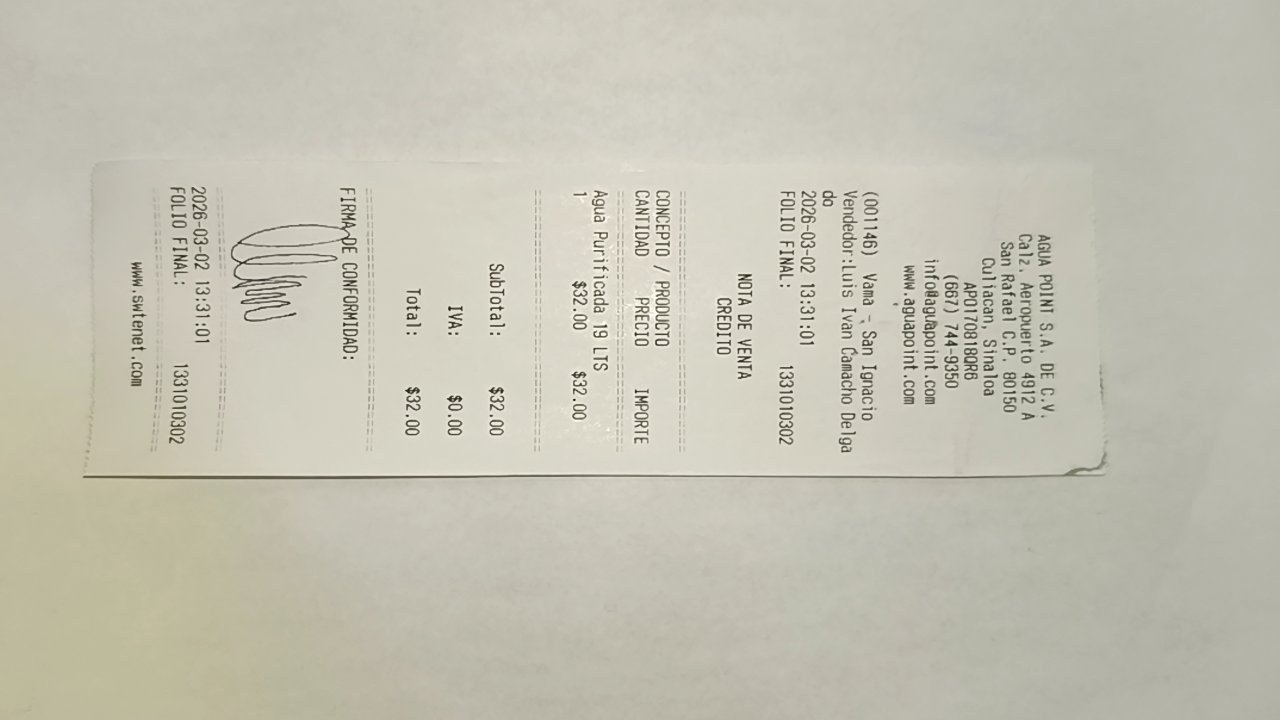 AGUA POINT S.A. DE C.V.
Calz. Aeropuerto 4912 A
San Rafael C.P. 80150
Culiacan, Sinaloa
APO170818QR6
(667) 744-9350
info@aguapoint.com
www.aguapoint.com
(001146) Vama - San Ignacio
Vendedor:Luis Ivan Camacho Delga
do
2026-03-02 13:31:01
FOLIO FINAL: 1331010302
NOTA DE VENTA
CREDITO
CONCEPTO / PRODUCTO
CANTIDAD PRECIO IMPORTE
Agua Purificada 19 LTS
1 $32.00 $32.00
SubTotal: $32.00
IVA: $0.00
Total: $32.00
FIRMA DE CONFORMIDAD:
2026-03-02 13:31:01
FOLIO FINAL: 1331010302
www.swtenet.com